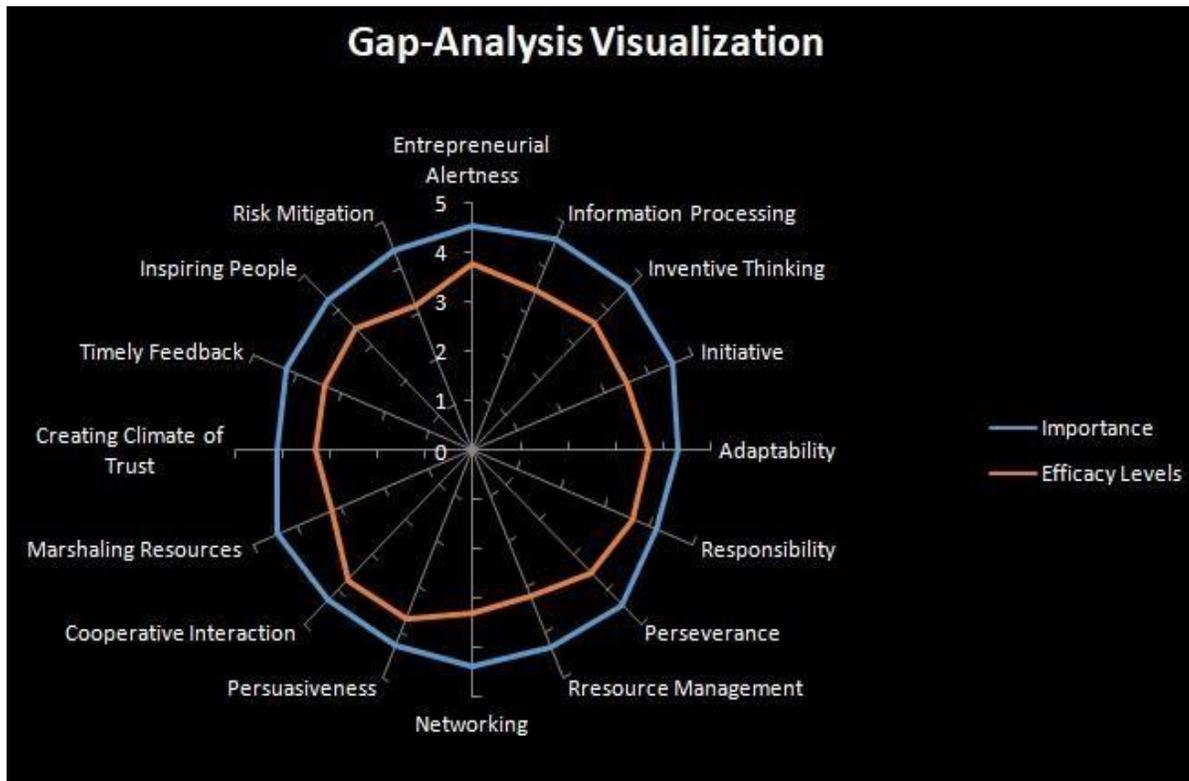 Gap-Analysis Visualization
Entrepreneurial
Alertness
Information Processing
Inventive Thinking
Initiative
Adaptability
Responsibility
Perseverance
Rresource Management
Networking
Persuasiveness
Cooperative Interaction
Marshaling Resources
Creating Climate of
Trust
Timely Feedback
Inspiring People
Risk Mitigation
5
4
3
2
1
0
Importance
Efficacy Levels